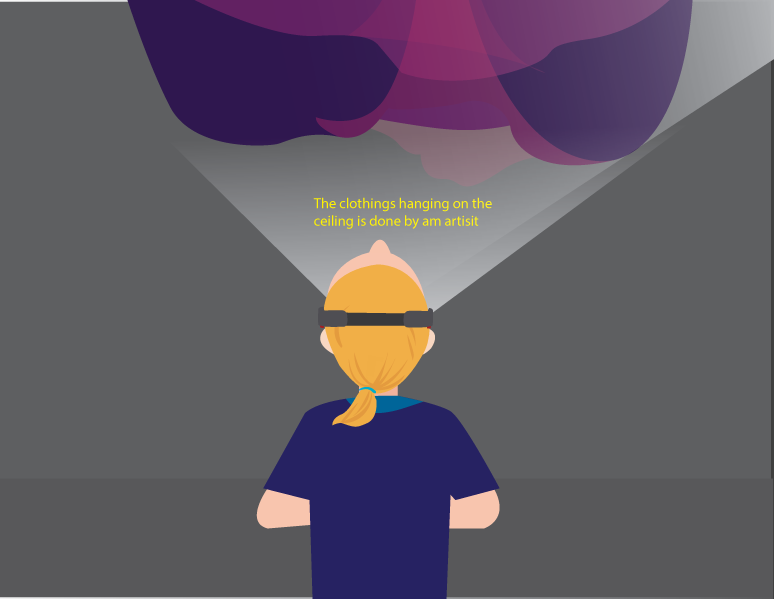 The clothings hanging on the
ceiling is done by am artisit